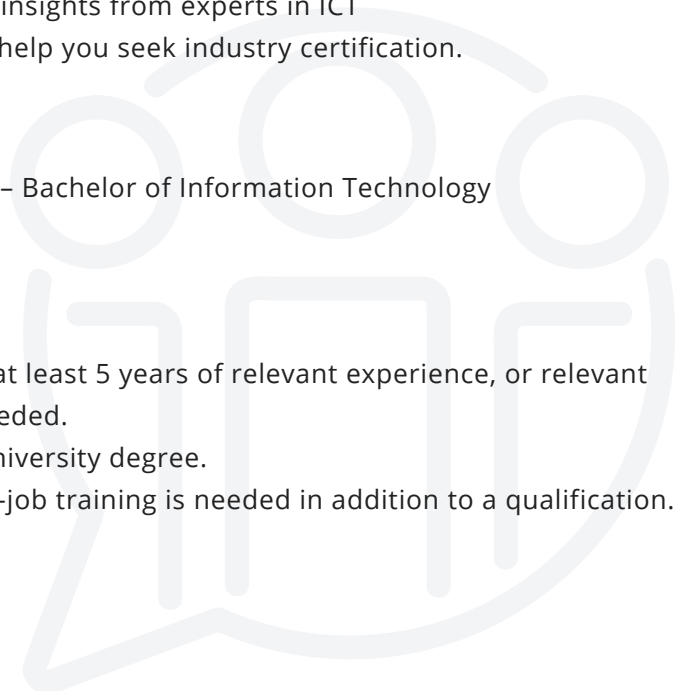 insights from experts in ICT
help you seek industry certification.
– Bachelor of Information Technology
at least 5 years of relevant experience, or relevant
eded.
niversity degree.
-job training is needed in addition to a qualification.